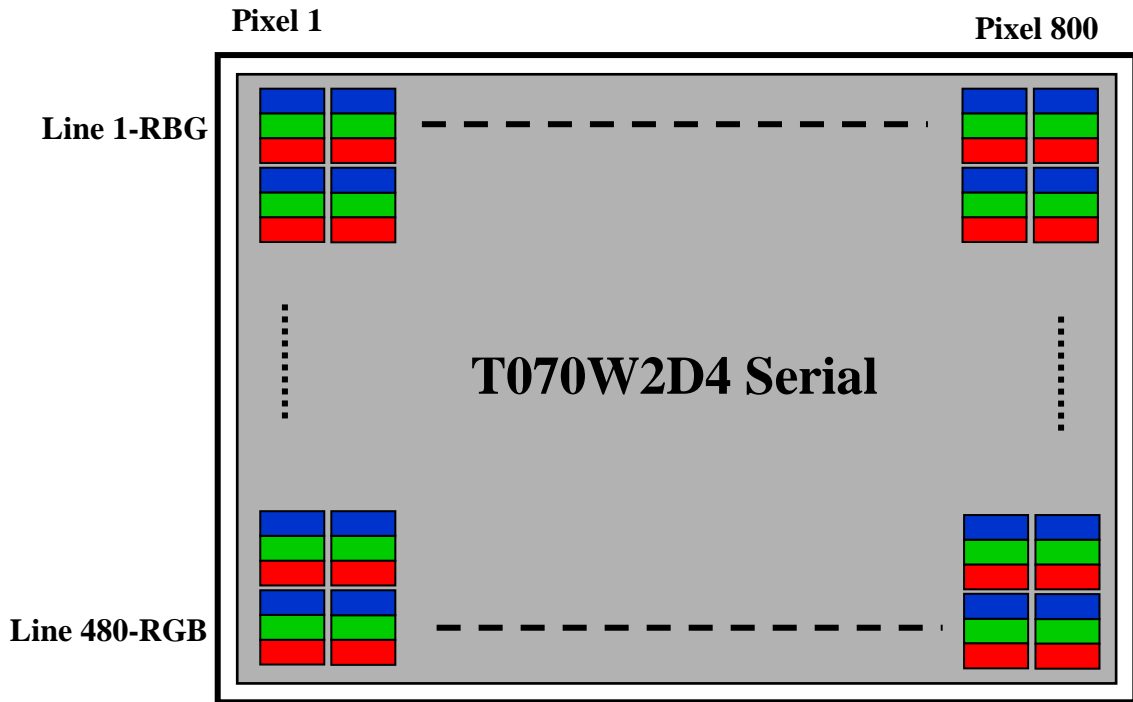 Pixel 1
Pixel 800
Line 1-RBG
T070W2D4 Serial
Line 480-RGB